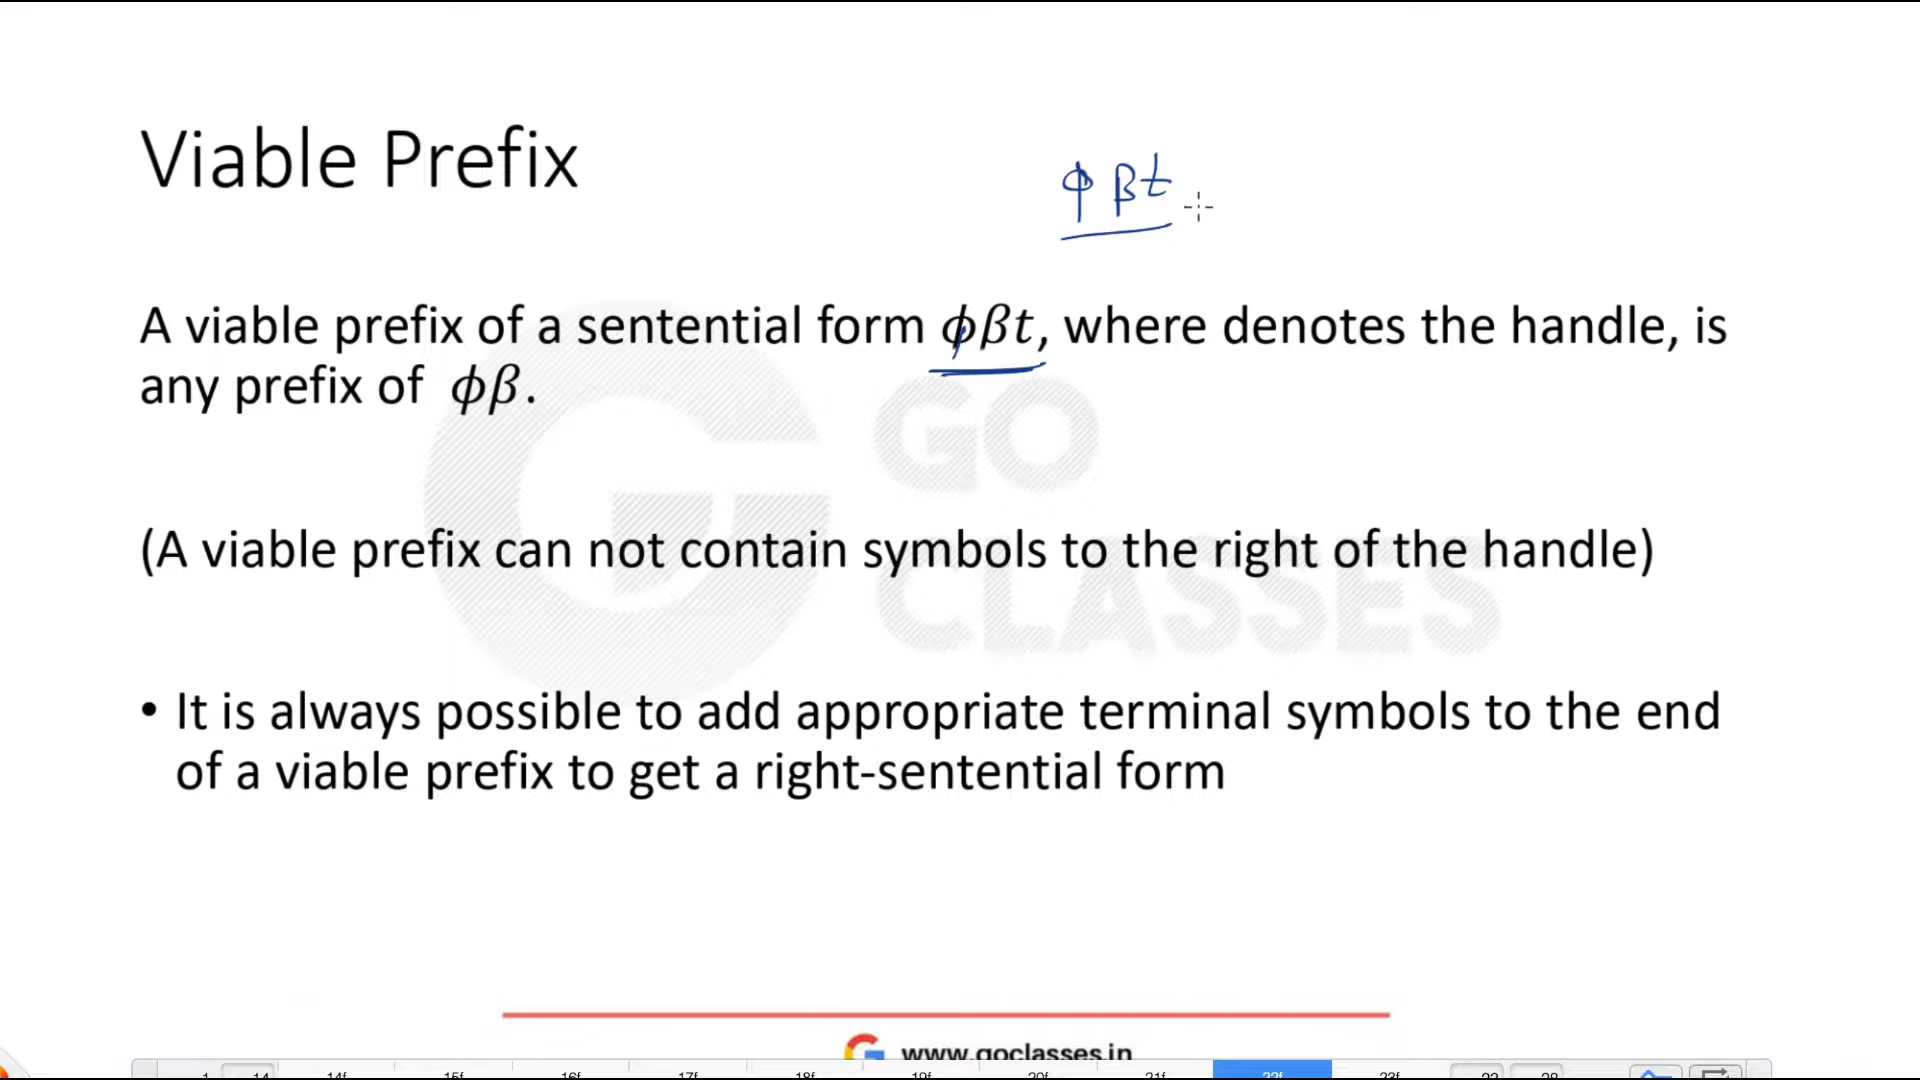 Viable Prefix
ϕ β t
A viable prefix of a sentential form ϕβt, where denotes the handle, is
any prefix of ϕβ.
GO
CLASSES
(A viable prefix can not contain symbols to the right of the handle)
• It is always possible to add appropriate terminal symbols to the end
of a viable prefix to get a right-sentential form
www.goclasses.in